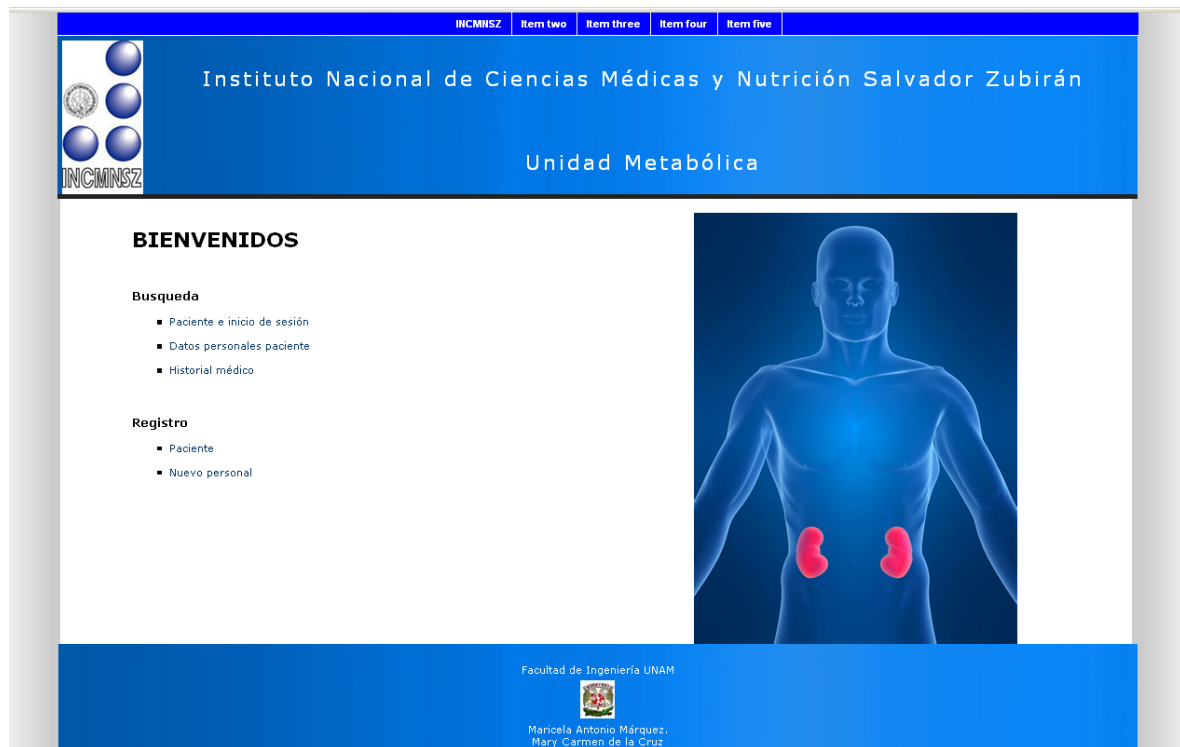 INCMNSZ Item two Item three Item four Item five
Instituto Nacional de Ciencias Médicas y Nutrición Salvador Zubirán
Unidad Metabólica
INCMNSZ
BIENVENIDOS
Busqueda
Paciente e inicio de sesión
Datos personales paciente
Historial médico
Registro
Paciente
Nuevo personal
Facultad de Ingeniería UNAM
Maricela Antonio Márquez.
Mary Carmen de la Cruz